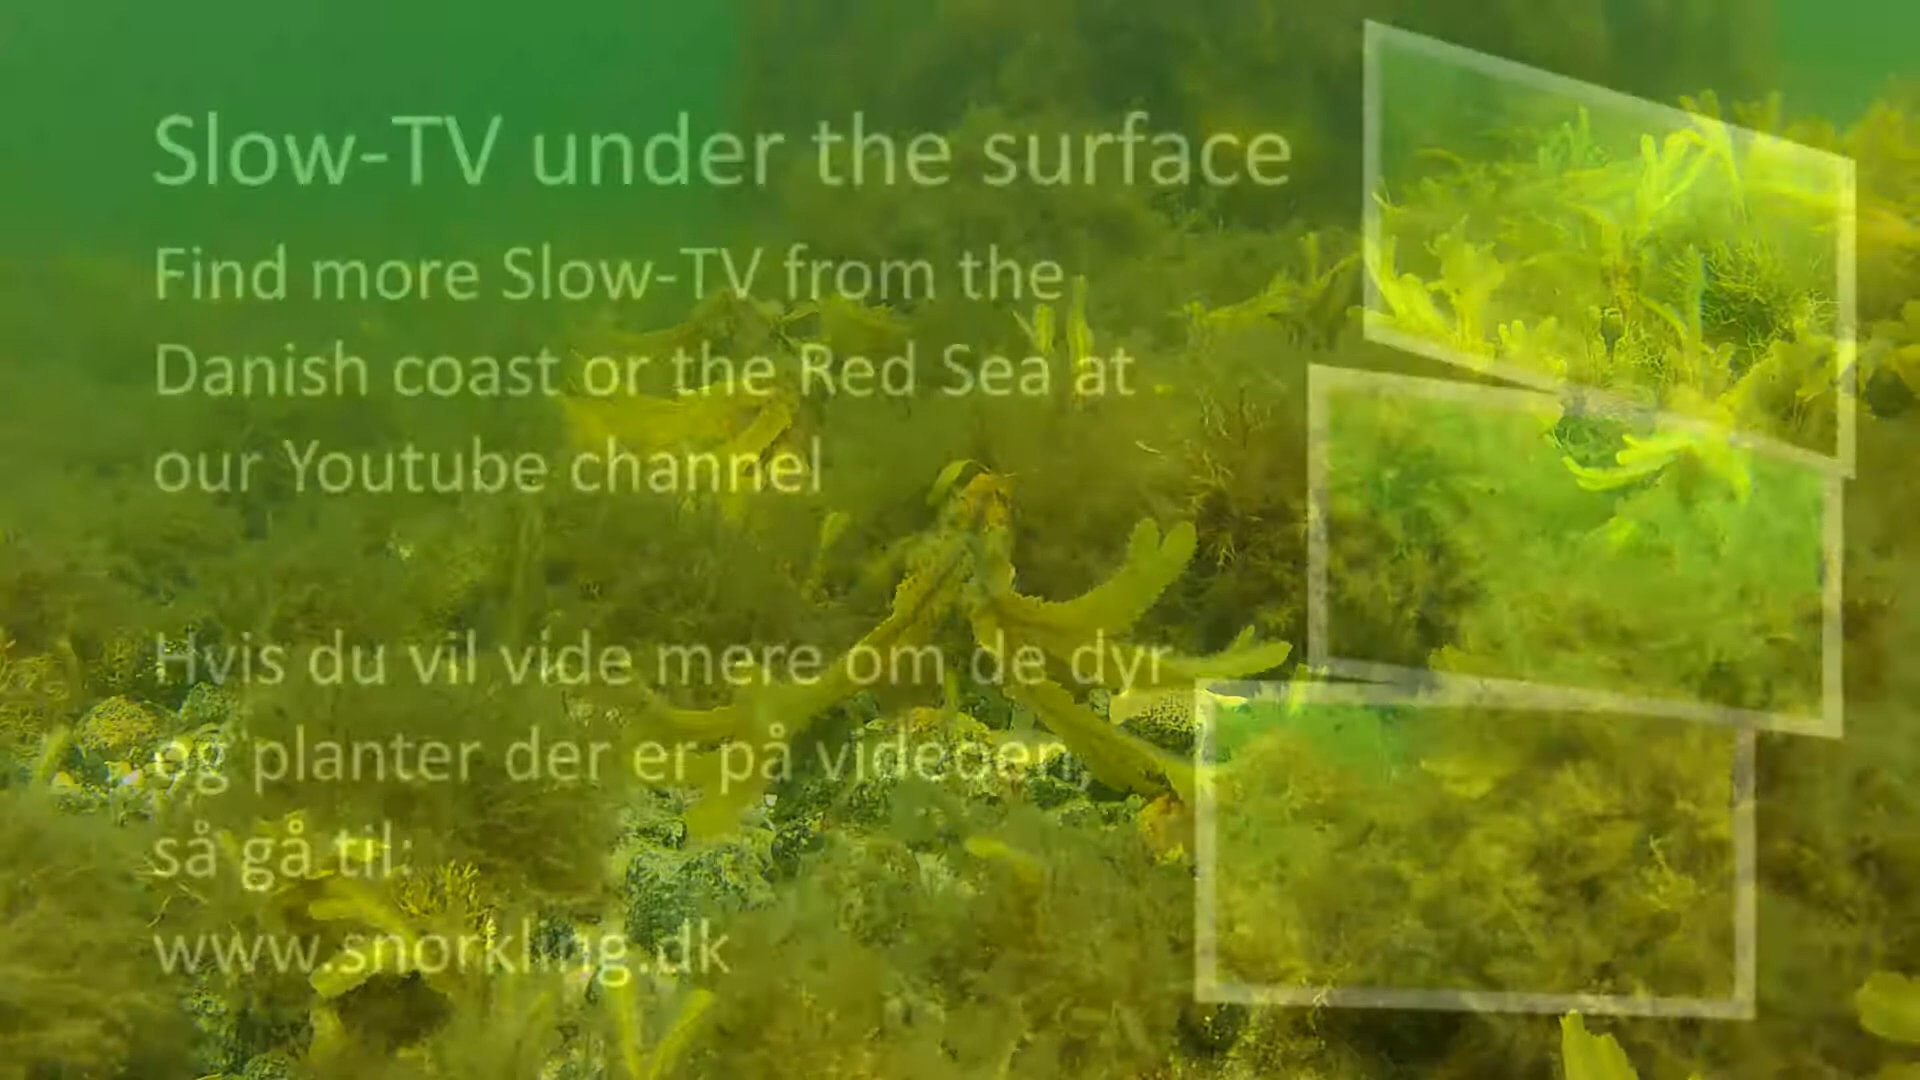 Slow-TV under the surface
Find more Slow-TV from the
Danish coast or the Red Sea at
our Youtube channel
Hvis du vil vide mere om de dyr
og planter der er på videoen
så gå til:
www.snorkling.dk